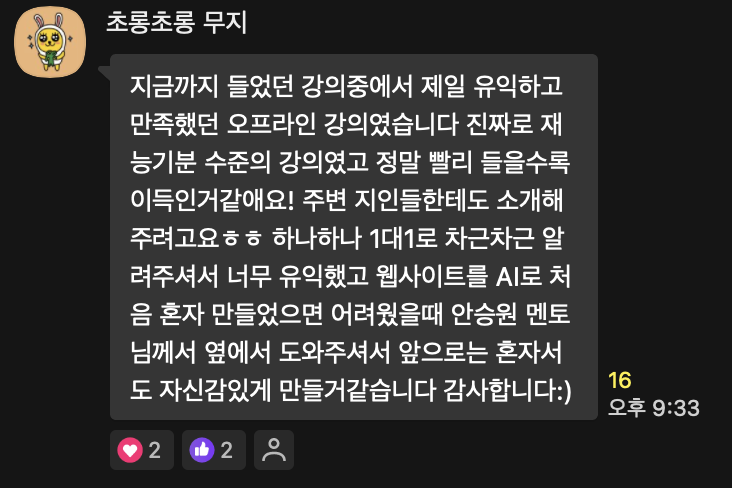 초롱초롱 무지
지금까지 들었던 강의중에서 제일 유익하고
만족했던 오프라인 강의였습니다 진짜로 재
능기분 수준의 강의였고 정말 빨리 들을수록
이득인거같애요! 주변 지인들한테도 소개해
주려고요ㅎㅎ 하나하나 1대1로 차근차근 알
려주셔서 너무 유익했고 웹사이트를 AI로 처
음 혼자 만들었으면 어려웠을때 안승원 멘토
님께서 옆에서 도와주셔서 앞으로는 혼자서
도 자신감있게 만들거같습니다 감사합니다:)
16
오후 9:33
2
2